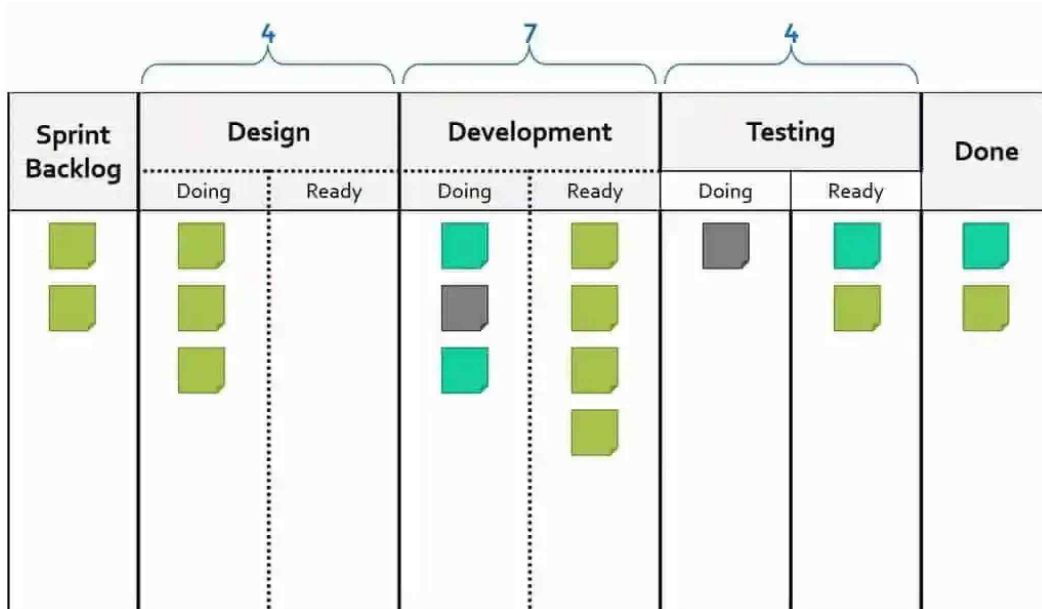 4
7
4
Sprint
Backlog
Design
Development
Testing
Done
Doing
Ready
Doing
Ready
Doing
Ready